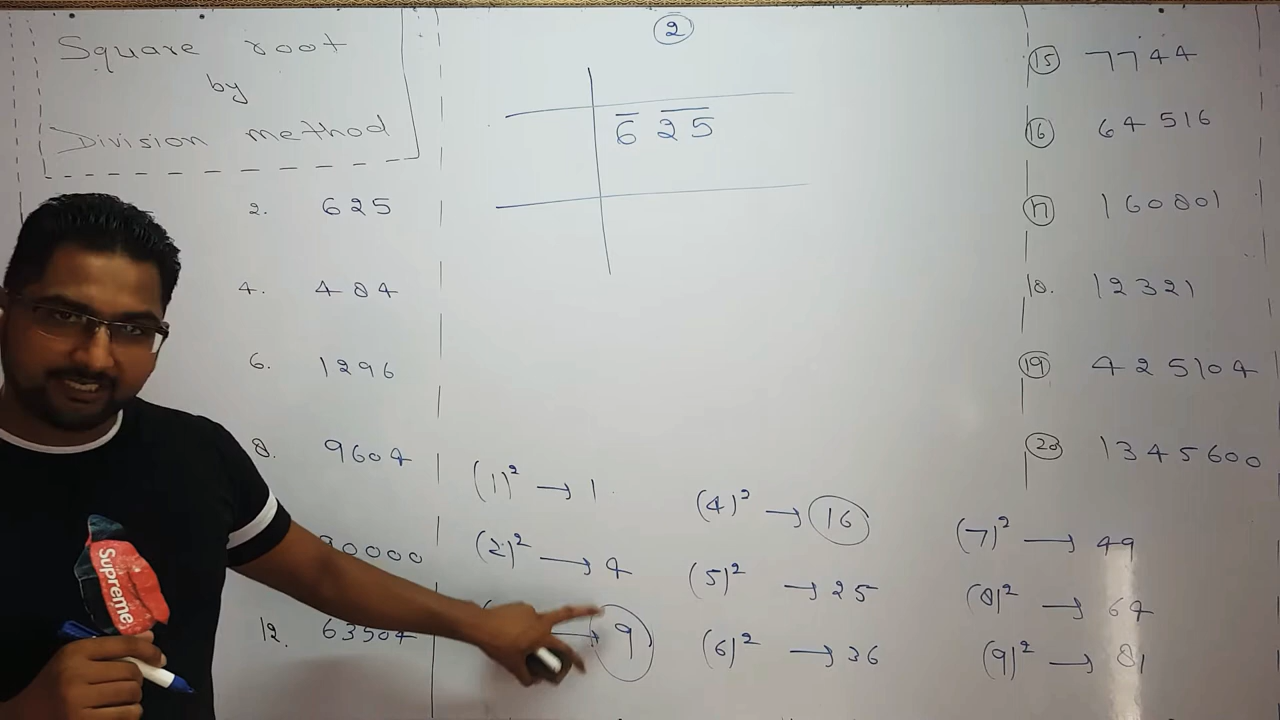 Square root
by
Division method
2. 625
4. 484
6. 1296
8. 9604
90000
12. 63504
2
6 25
(1)² → 1
(2)² → 4
→ 9
(4)² → 16
(5)² → 25
(6)² → 36
(7)² → 49
(8)² → 64
(9)² → 81
15 7744
16 64516
17 160801
18. 12321
19 425104
20 1345600
Supreme